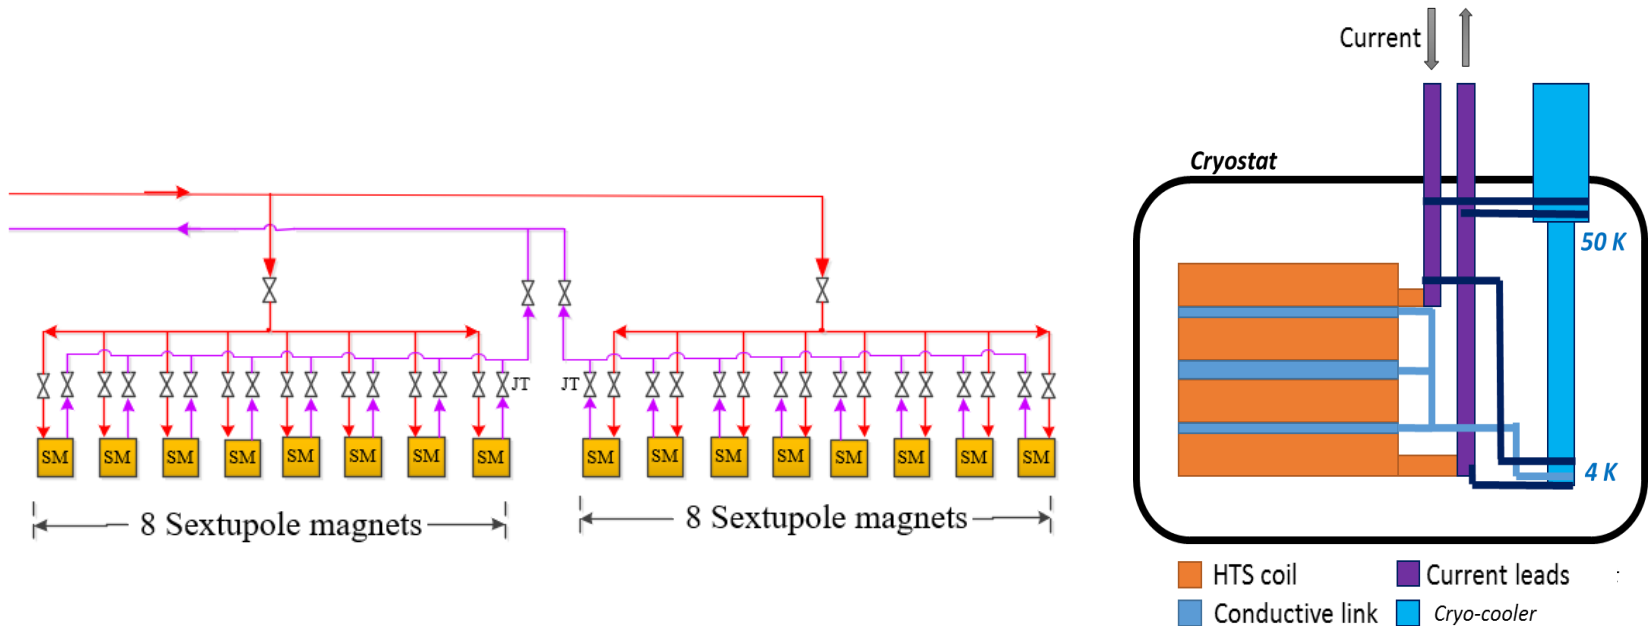 Current
Cryostat
50 K
JT JT
SM SM SM SM SM SM SM SM SM SM SM SM SM SM SM SM
4 K
8 Sextupole magnets 8 Sextupole magnets
HTS coil Current leads :
Conductive link Cryo-cooler